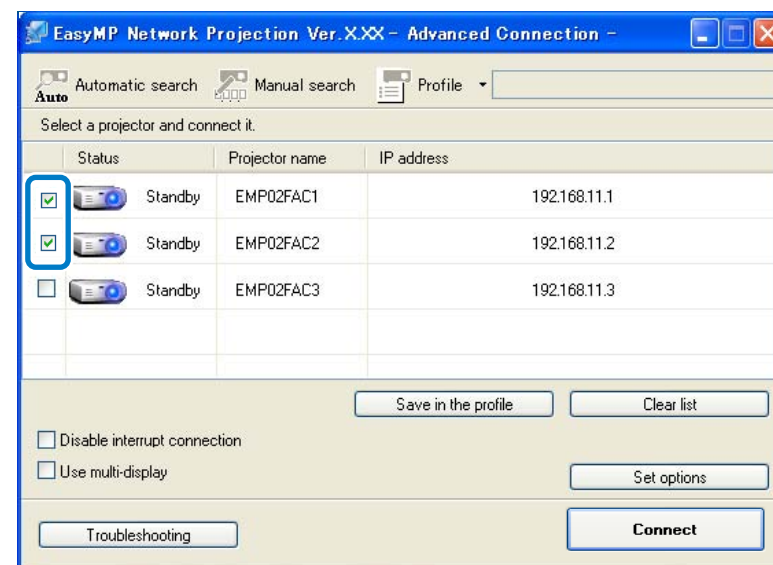 EasyMP Network Projection Ver.X.XX - Advanced Connection -
Auto Automatic search Manual search Profile
Select a projector and connect it.
Status Projector name IP address
Standby EMP02FAC1 192.168.11.1
Standby EMP02FAC2 192.168.11.2
Standby EMP02FAC3 192.168.11.3
Save in the profile Clear list
Disable interrupt connection
Use multi-display
Set options
Troubleshooting Connect